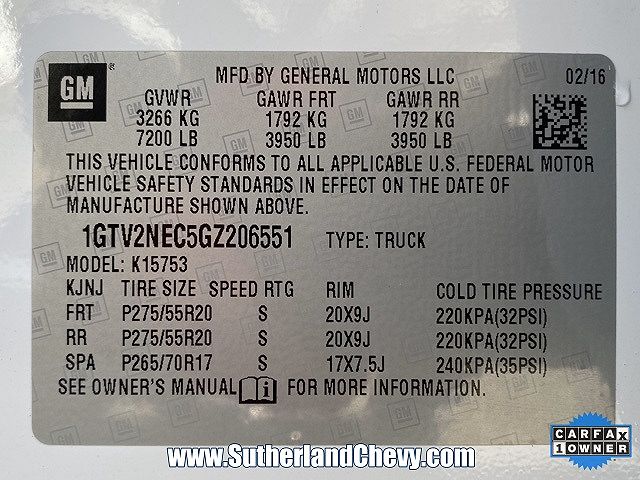 GM
MFD BY GENERAL MOTORS LLC 02/16
GVWR GAWR FRT GAWR RR
3266 KG 1792 KG 1792 KG
7200 LB 3950 LB 3950 LB
THIS VEHICLE CONFORMS TO ALL APPLICABLE U.S. FEDERAL MOTOR
VEHICLE SAFETY STANDARDS IN EFFECT ON THE DATE OF
MANUFACTURE SHOWN ABOVE.
1GTV2NEC5GZ206551 TYPE: TRUCK
MODEL: K15753
KJNJ TIRE SIZE SPEED RTG RIM COLD TIRE PRESSURE
FRT P275/55R20 S 20X9J 220KPA(32PSI)
RR P275/55R20 S 20X9J 220KPA(32PSI)
SPA P265/70R17 S 17X7.5J 240KPA(35PSI)
SEE OWNER'S MANUAL FOR MORE INFORMATION.
www.SutherlandChevy.com
CARFAX
1 OWNER